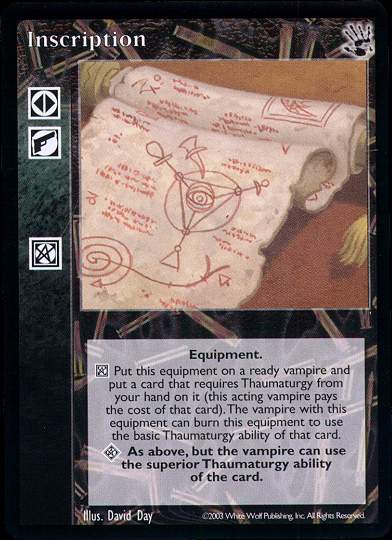 Inscription
Equipment.
Put this equipment on a ready vampire and
put a card that requires Thaumaturgy from
your hand on it (this acting vampire pays
the cost of that card). The vampire with this
equipment can burn this equipment to use
the basic Thaumaturgy ability of that card.
As above, but the vampire can use
the superior Thaumaturgy ability
of the card.
Illus. David Day
©2003 White Wolf Publishing, Inc. All Rights Reserved.